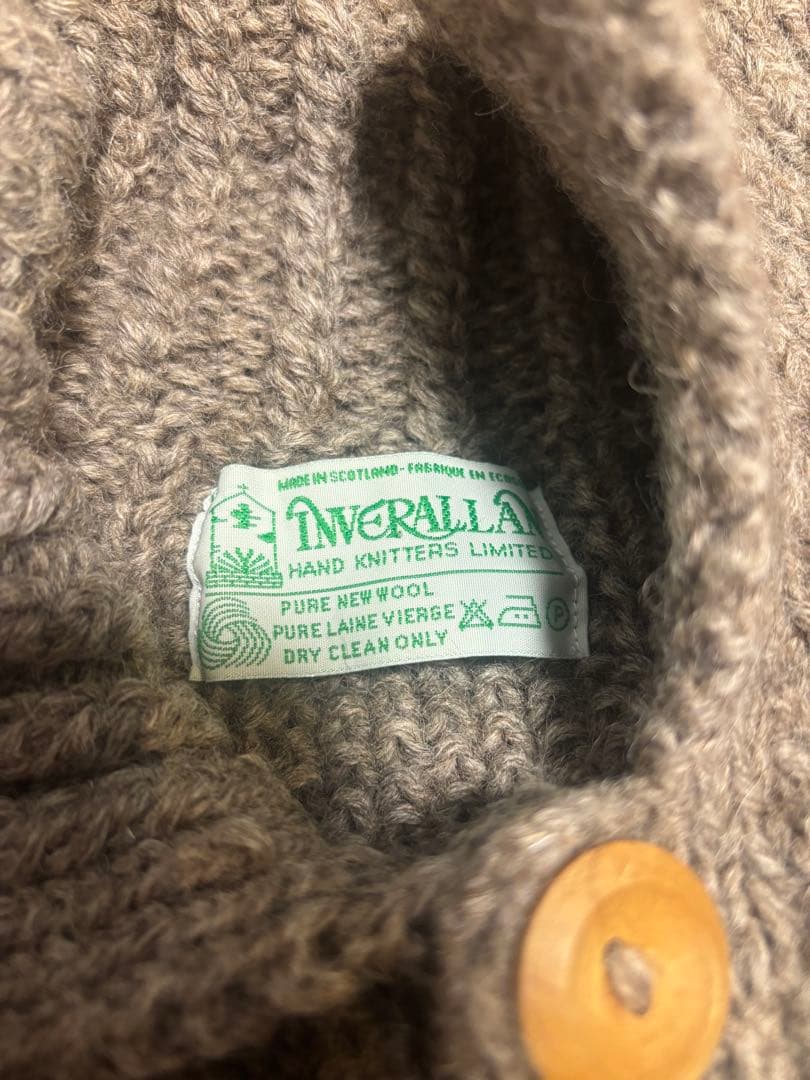 MADE IN SCOTLAND - FABRIQUE EN
INVERALLAN
HAND KNITTERS LIMITED
PURE NEW WOOL
PURE LAINE VIERGE
DRY CLEAN ONLY
P